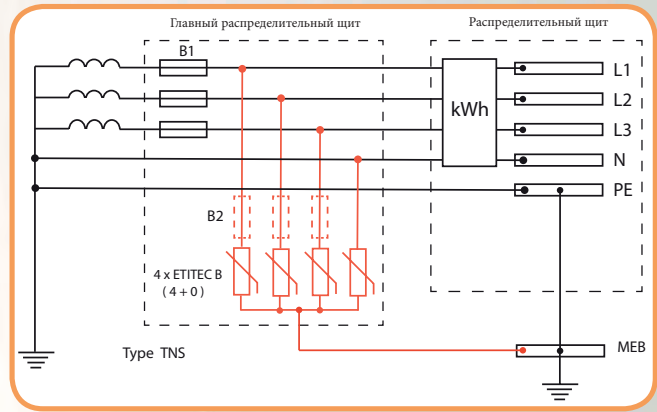 Главный распределительный щит
Распределительный щит
B1
L1
L2
kWh
L3
N
PE
B2
4 x ETITEC B
( 4 + 0 )
Type TNS
MEB